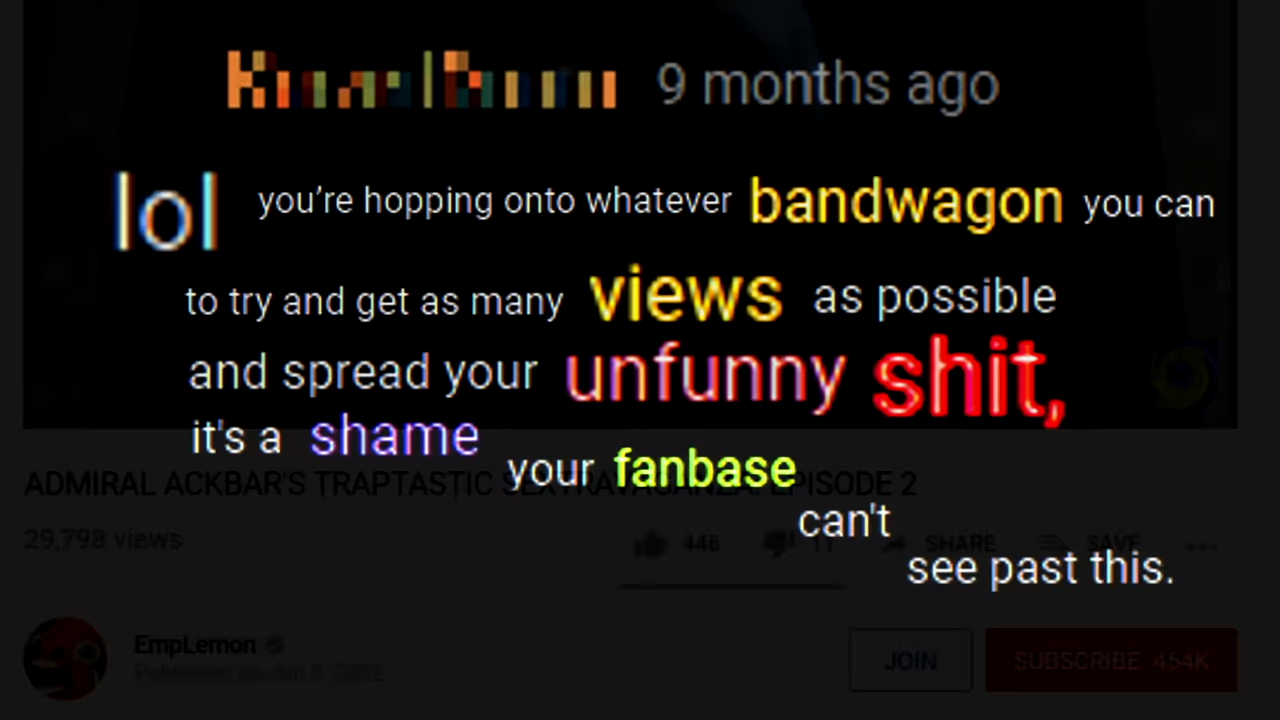 9 months ago
lol you're hopping onto whatever bandwagon you can
to try and get as many views as possible
and spread your unfunny shit,
it's a shame
your fanbase
can't
see past this.
ADMIRAL ACKBAR'S TRAPTASTIC SEXTRAVAGANZA: EPISODE 2
29,798 views
446 11 SHARE SAVE
EmpLemon
JOIN SUBSCRIBE 454K